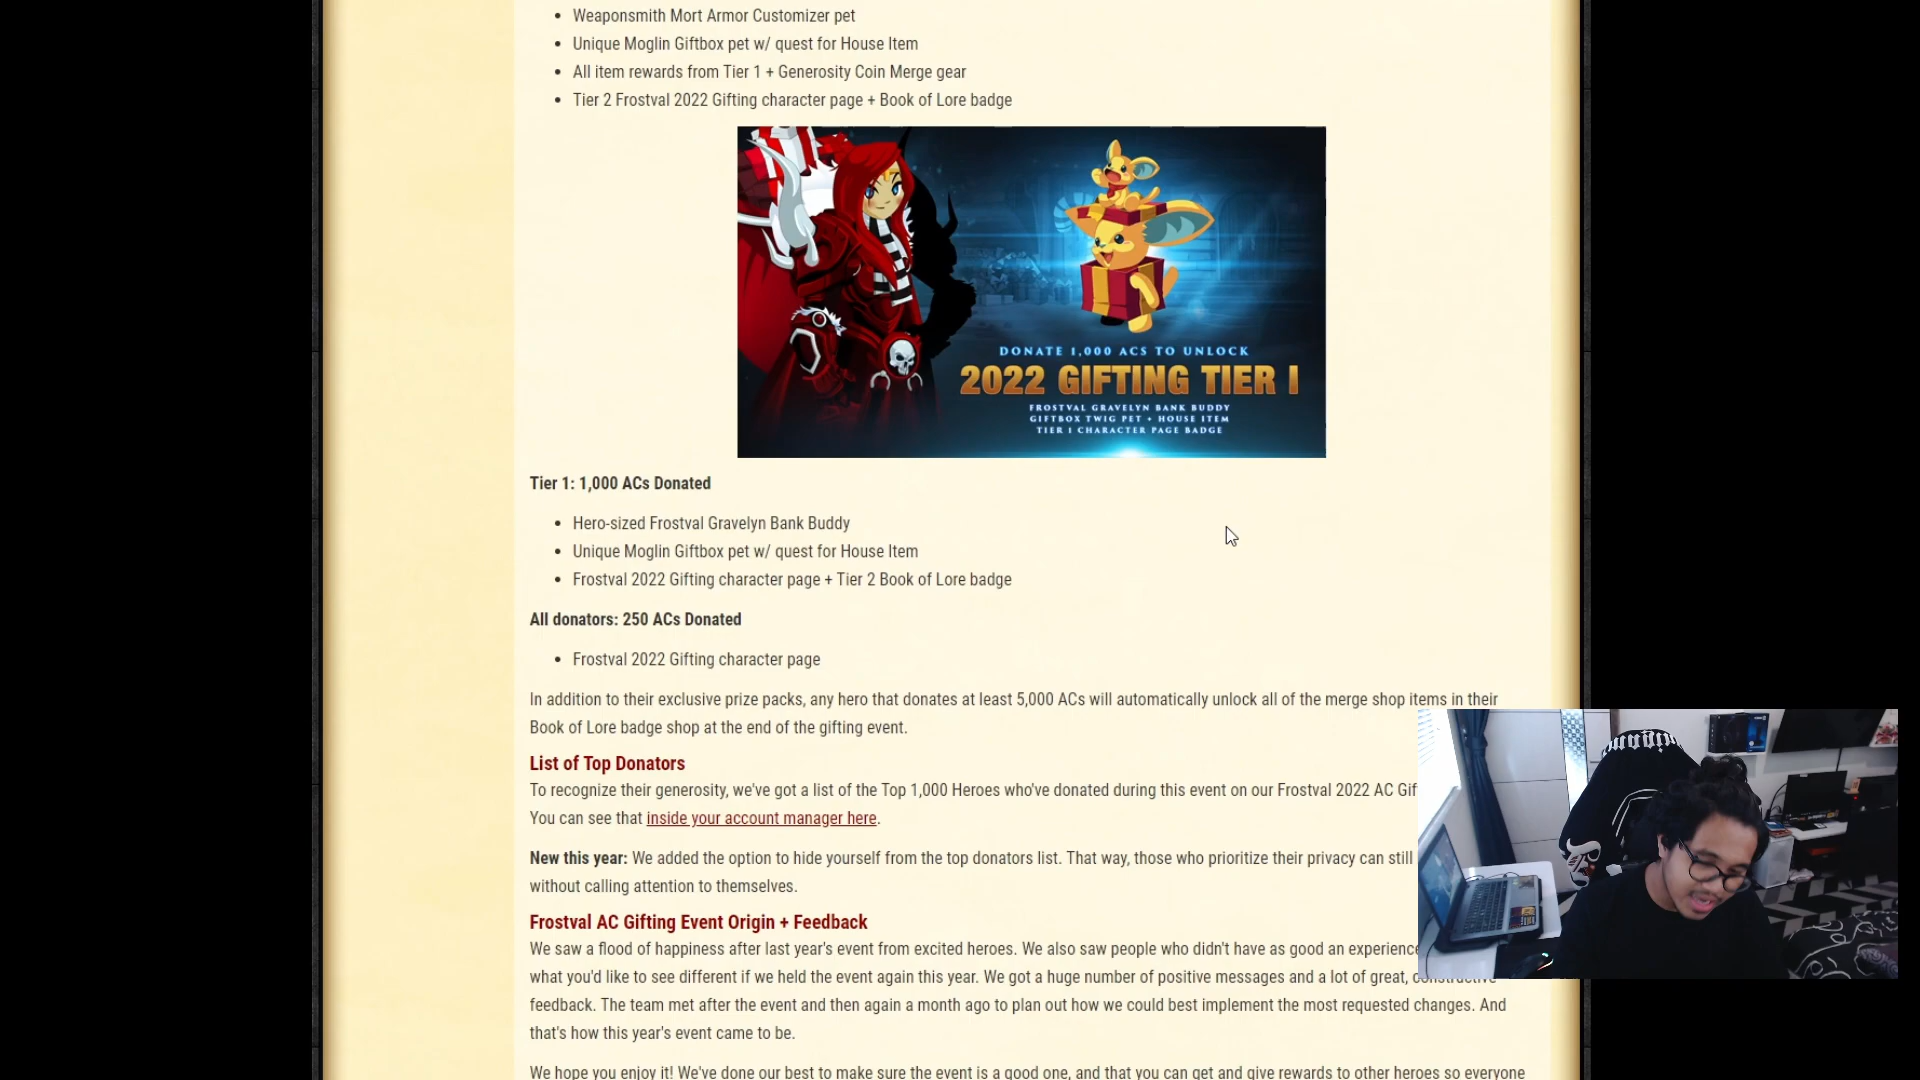 Weaponsmith Mort Armor Customizer pet
Unique Moglin Giftbox pet w/ quest for House Item
All item rewards from Tier 1 + Generosity Coin Merge gear
Tier 2 Frostval 2022 Gifting character page + Book of Lore badge
DONATE 1,000 ACS TO UNLOCK
2022 GIFTING TIER I
FROSTVAL GRAVELYN BANK BUDDY
GIFTBOX TWIG PET + HOUSE ITEM
TIER I CHARACTER PAGE BADGE
Tier 1: 1,000 ACs Donated
Hero-sized Frostval Gravelyn Bank Buddy
Unique Moglin Giftbox pet w/ quest for House Item
Frostval 2022 Gifting character page + Tier 2 Book of Lore badge
All donators: 250 ACs Donated
Frostval 2022 Gifting character page
In addition to their exclusive prize packs, any hero that donates at least 5,000 ACs will automatically unlock all of the merge shop items in their
Book of Lore badge shop at the end of the gifting event.
List of Top Donators
To recognize their generosity, we've got a list of the Top 1,000 Heroes who've donated during this event on our Frostval 2022 AC Gif
You can see that inside your account manager here.
New this year: We added the option to hide yourself from the top donators list. That way, those who prioritize their privacy can still
without calling attention to themselves.
Frostval AC Gifting Event Origin + Feedback
We saw a flood of happiness after last year's event from excited heroes. We also saw people who didn't have as good an experience
what you'd like to see different if we held the event again this year. We got a huge number of positive messages and a lot of great, constructive
feedback. The team met after the event and then again a month ago to plan out how we could best implement the most requested changes. And
that's how this year's event came to be.
We hope you enjoy it! We've done our best to make sure the event is a good one, and that you can get and give rewards to other heroes so everyone